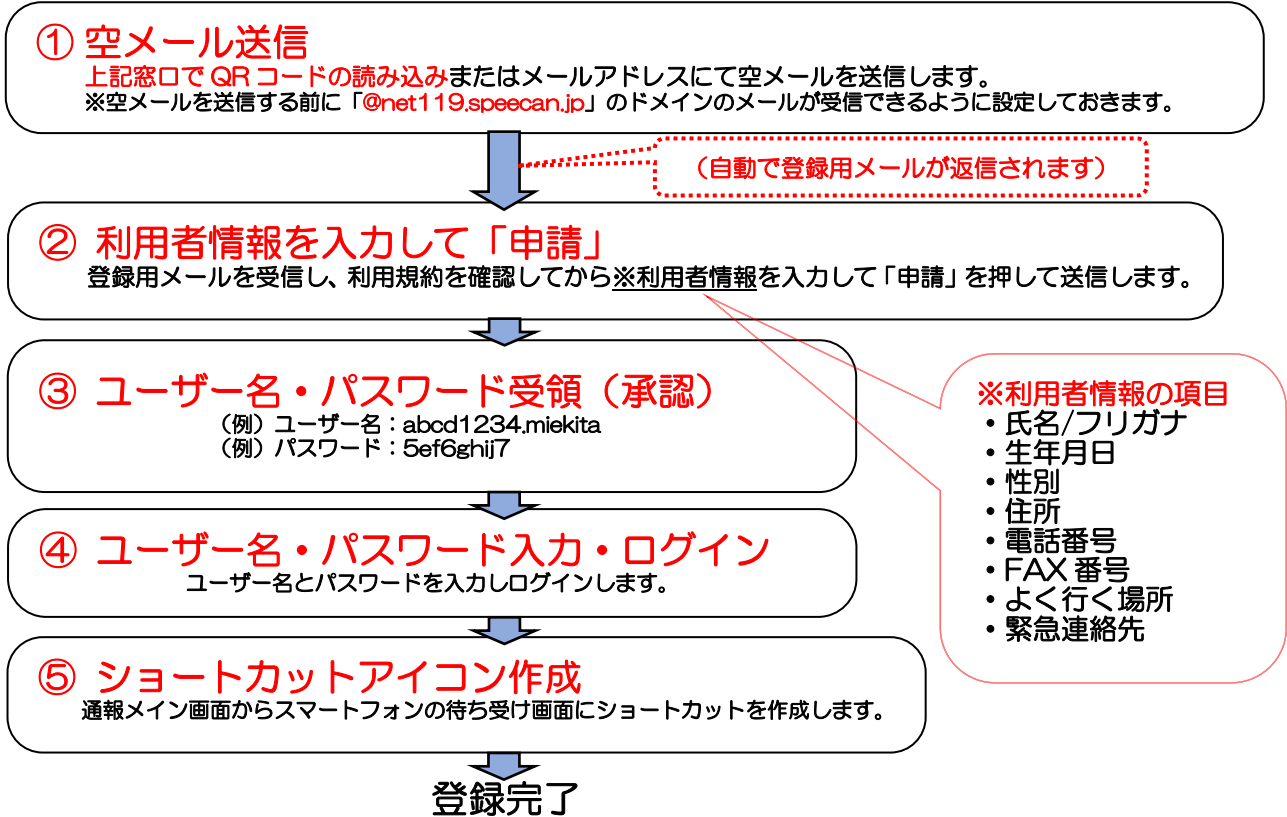 ① 空メール送信
上記窓口で QR コードの読み込みまたはメールアドレスにて空メールを送信します。
※空メールを送信する前に「@net119.speecan.jp」のドメインのメールが受信できるように設定しておきます。
（自動で登録用メールが返信されます）
② 利用者情報を入力して「申請」
登録用メールを受信し、利用規約を確認してから※利用者情報を入力して「申請」を押して送信します。
③ ユーザー名・パスワード受領（承認）
（例）ユーザー名：abcd1234.miekita
（例）パスワード：5ef6ghij7
※利用者情報の項目
・氏名/フリガナ
・生年月日
・性別
・住所
・電話番号
・FAX 番号
・よく行く場所
・緊急連絡先
④ ユーザー名・パスワード入力・ログイン
ユーザー名とパスワードを入力しログインします。
⑤ ショートカットアイコン作成
通報メイン画面からスマートフォンの待ち受け画面にショートカットを作成します。
登録完了